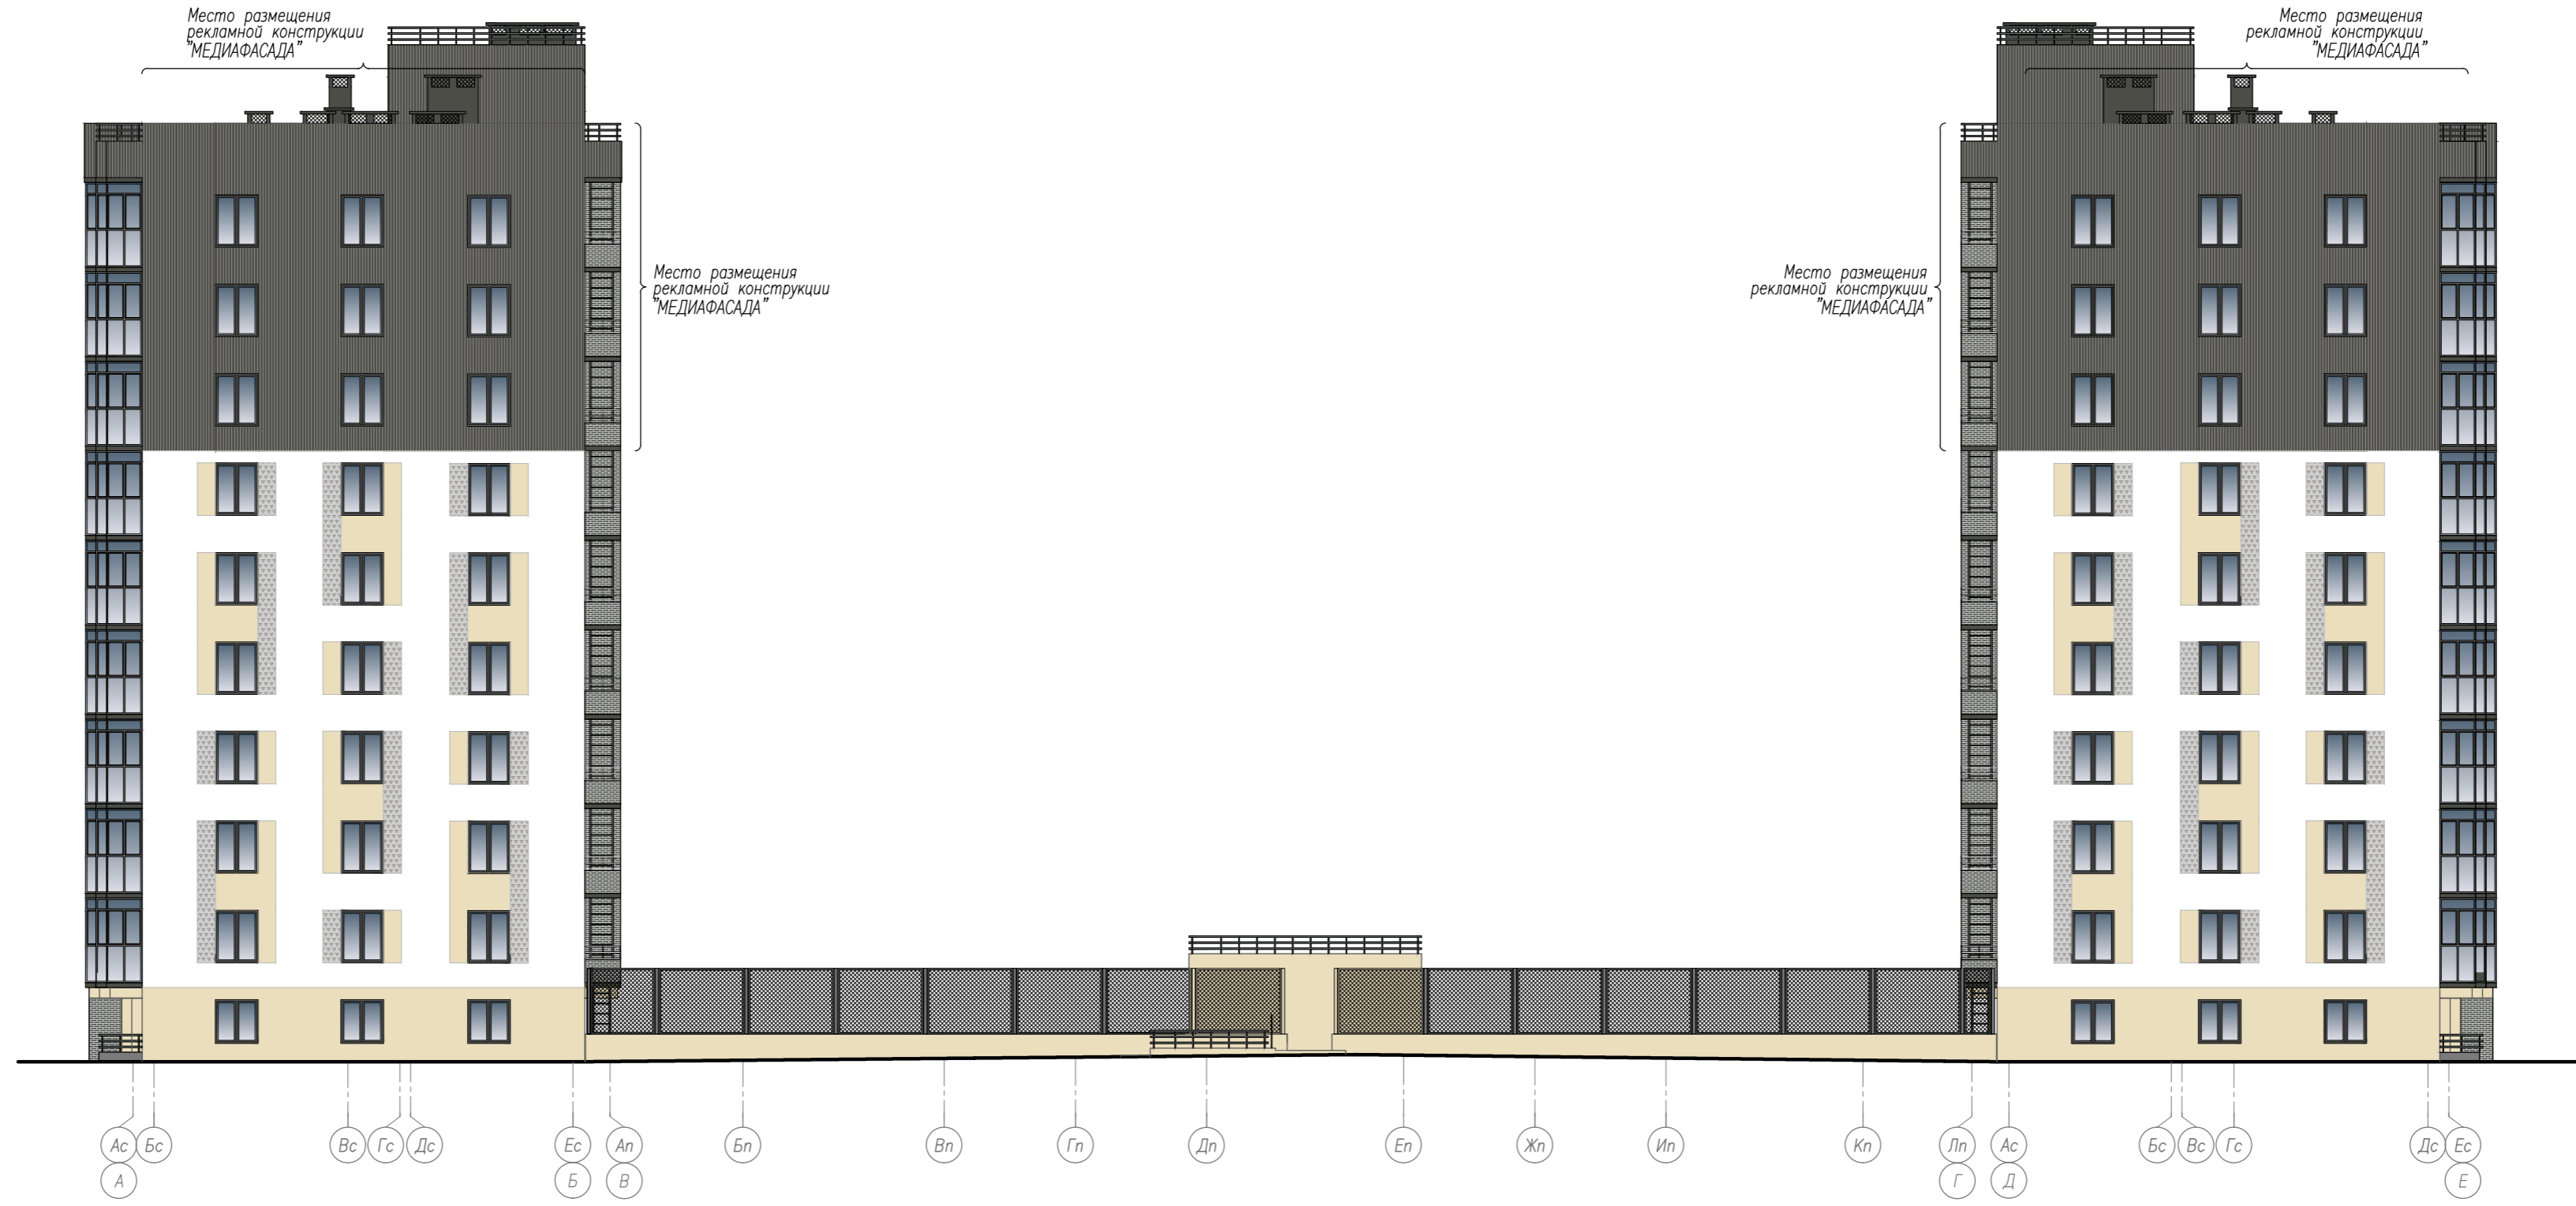 Место размещения
рекламной конструкции
"МЕДИАФАСАДА"
Место размещения
рекламной конструкции
"МЕДИАФАСАДА"
Место размещения
рекламной конструкции
"МЕДИАФАСАДА"
Место размещения
рекламной конструкции
"МЕДИАФАСАДА"
Ас Бс Вс Гс Дс Ес Ап Бп Вп Гп Дп Еп Жп Ип Кп Лп Ас Бс Вс Гс Дс Ес
А Б В Г Д Е